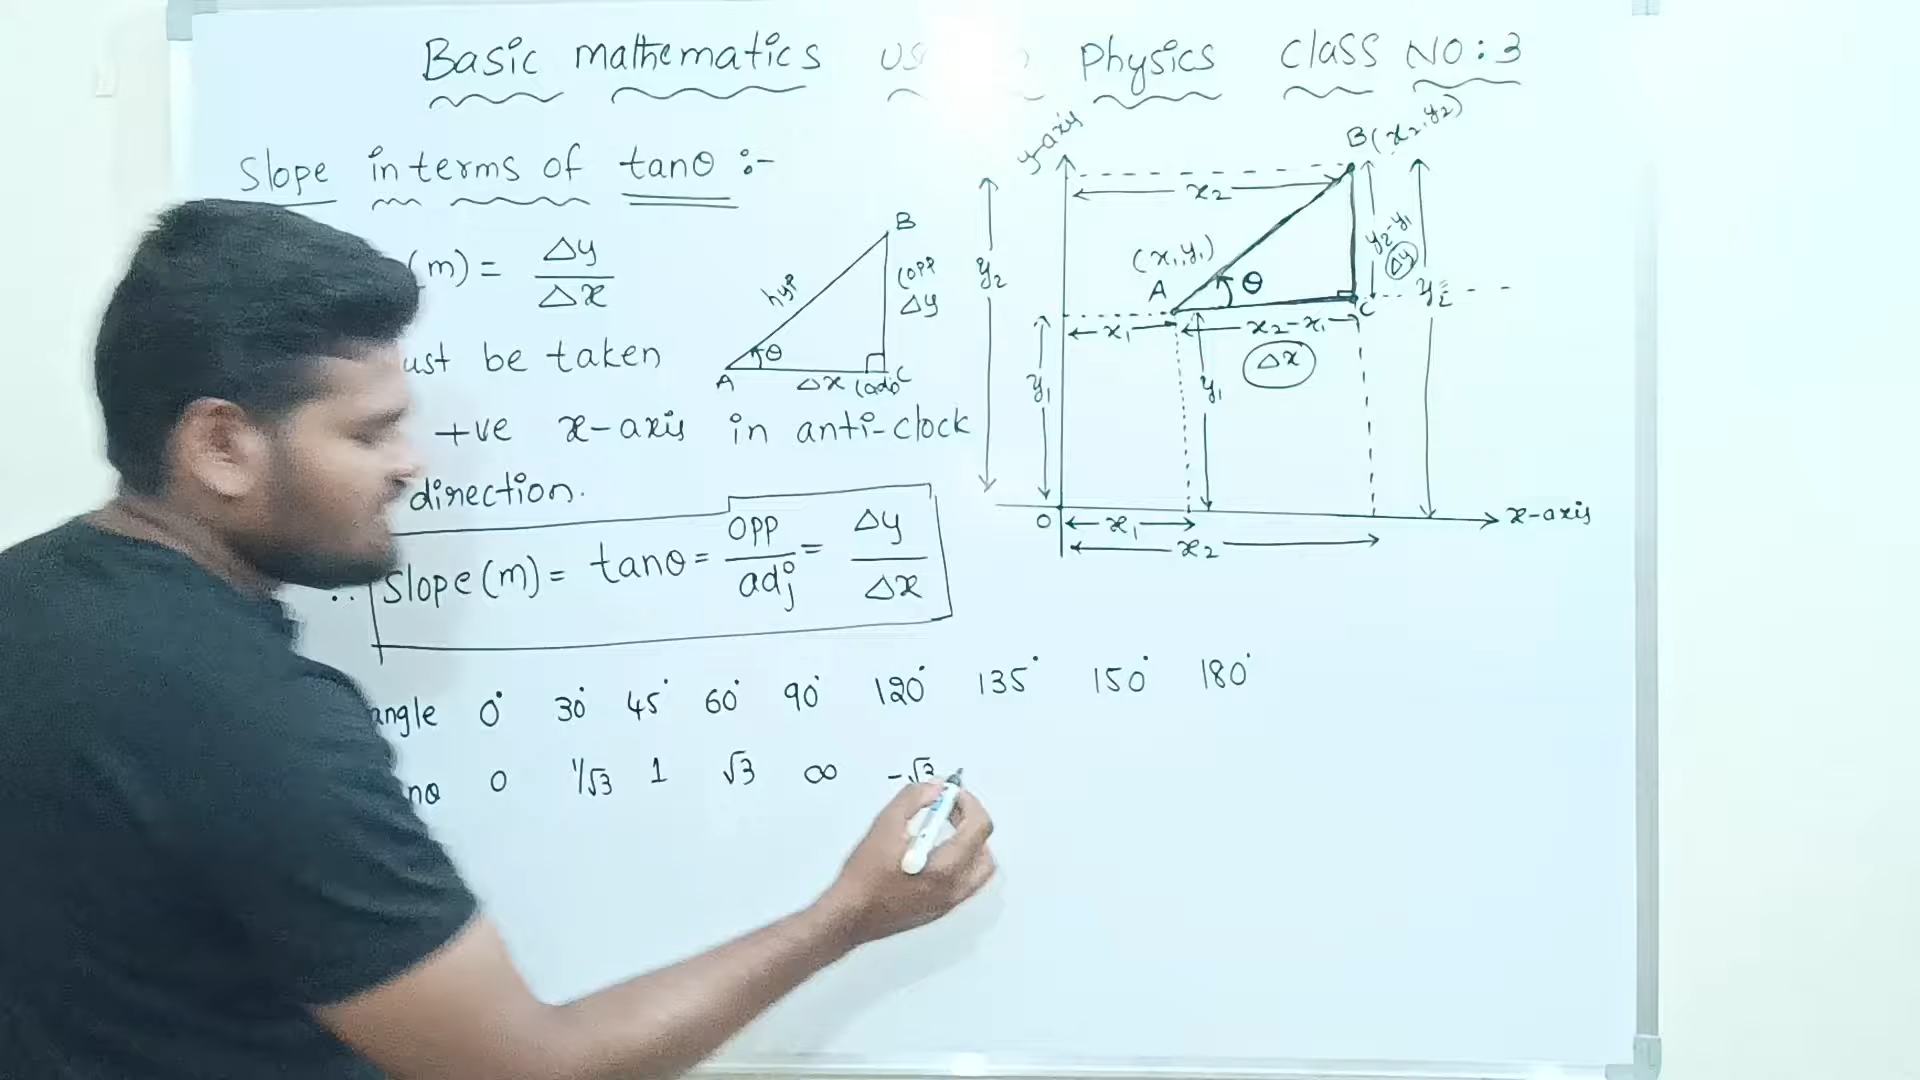 Basic mathematics Physics Class NO:3
Slope in terms of tanθ :-
(m) = Δy/Δx
be taken
+ve x-axis in anti-clock
direction.
∴ Slope(m) = tanθ = opp/adj = Δy/Δx
angle 0° 30° 45° 60° 90° 120° 135° 150° 180°
0 1/√3 1 √3 ∞ -√3
B
hyp
(opp
Δy
θ
A
Δx (adj
C
y-axis
B(x2,y2)
x2
(x1,y1)
y2-y1
Δy
y2
A
θ
C
y2
x1
x2-x1
Δx
y1
y1
O
x1
x2
x-axis